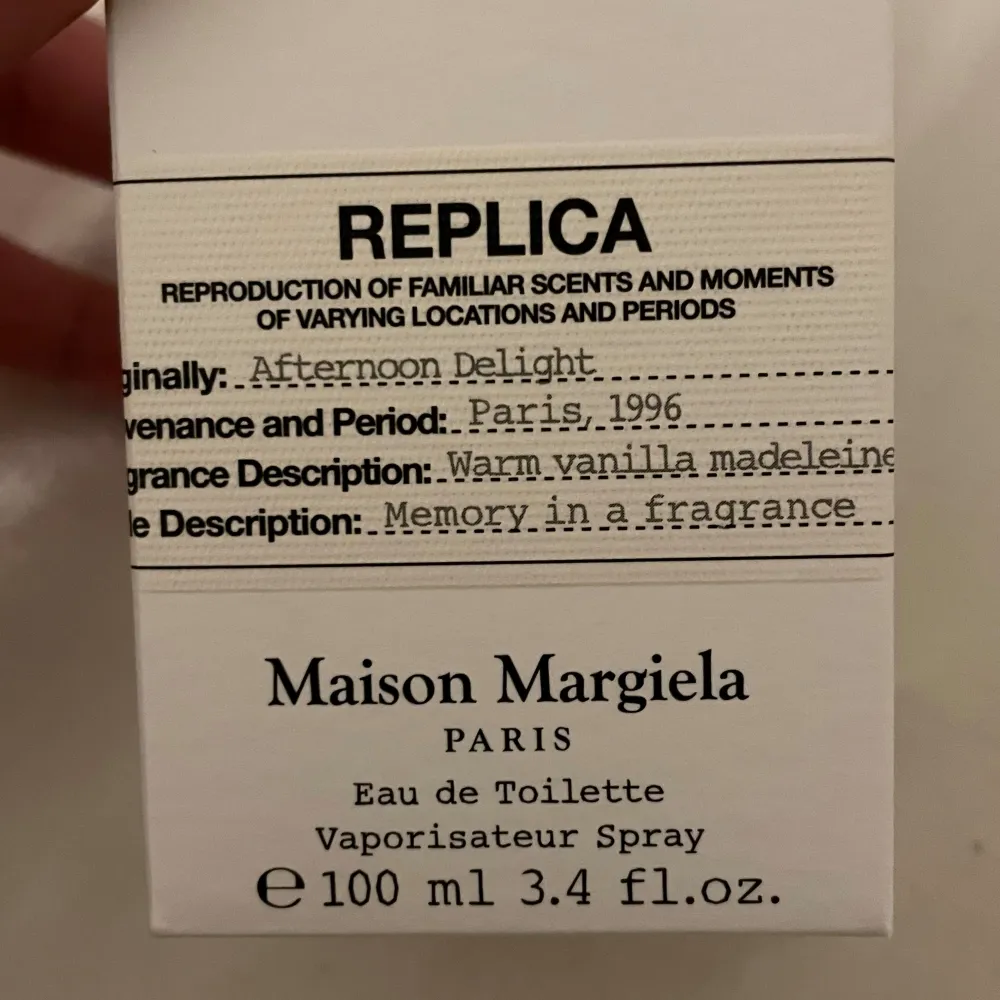 REPLICA
REPRODUCTION OF FAMILIAR SCENTS AND MOMENTS
OF VARYING LOCATIONS AND PERIODS
ginally: Afternoon Delight
venance and Period: Paris, 1996
grance Description: Warm vanilla madeleine
le Description: Memory in a fragrance
Maison Margiela
PARIS
Eau de Toilette
Vaporisateur Spray
℮ 100 ml 3.4 fl.oz.